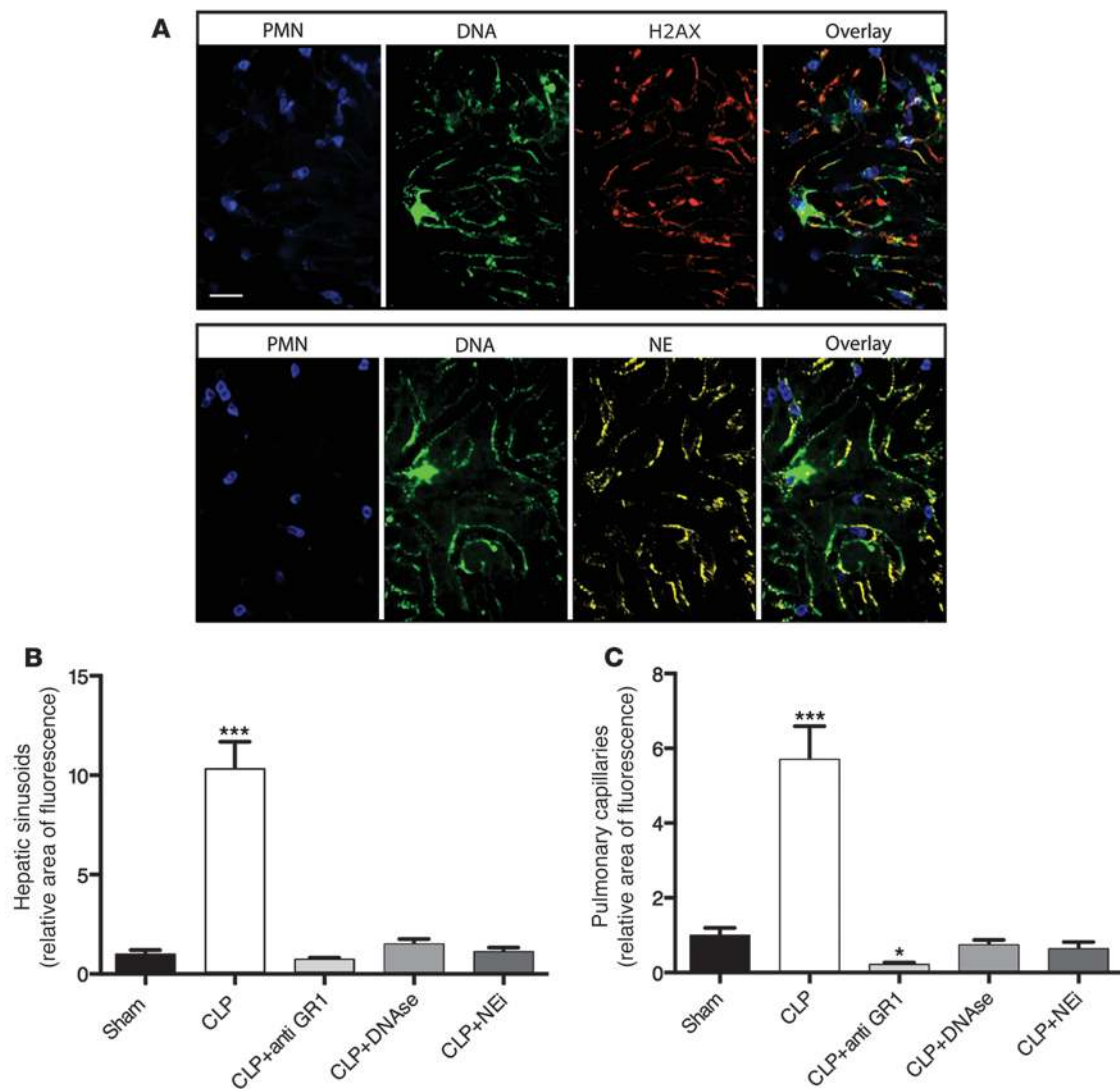 A
PMN DNA H2AX Overlay
PMN DNA NE Overlay
B
Hepatic sinusoids
(relative area of fluorescence)
15
10
5
0
***
Sham
CLP
CLP+anti GR1
CLP+DNAse
CLP+NEi
C
Pulmonary capillaries
(relative area of fluorescence)
8
6
4
2
0
***
*
Sham
CLP
CLP+anti GR1
CLP+DNAse
CLP+NEi